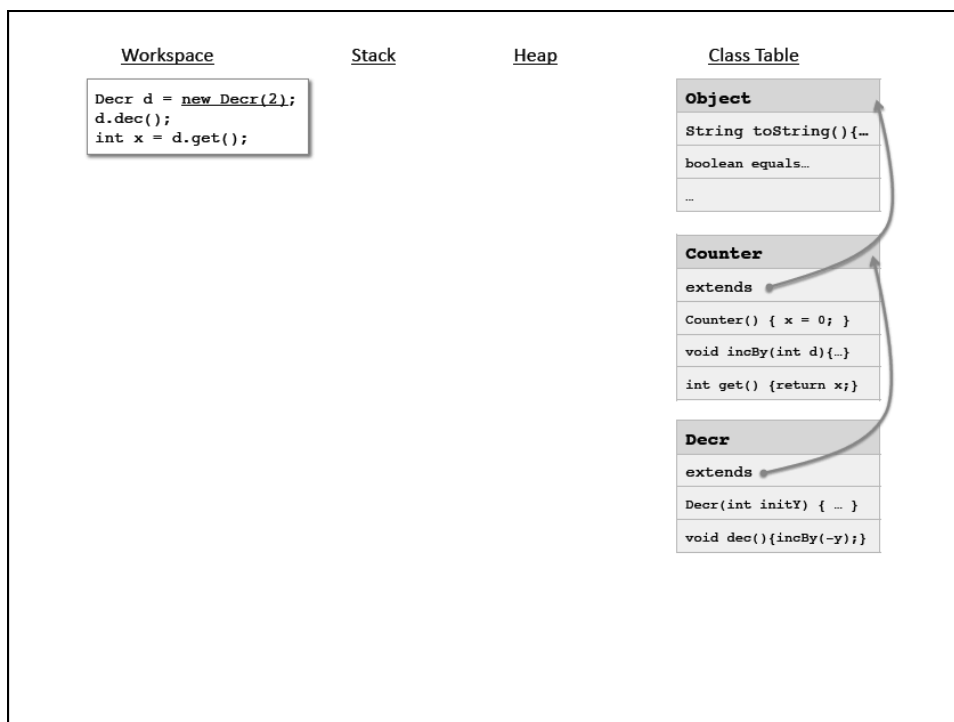 Workspace
Stack
Heap
Class Table
Decr d = new Decr(2);
d.dec();
int x = d.get();
Object
String toString(){…
boolean equals…
…
Counter
extends
Counter() { x = 0; }
void incBy(int d){…}
int get() {return x;}
Decr
extends
Decr(int initY) { … }
void dec(){incBy(-y);}